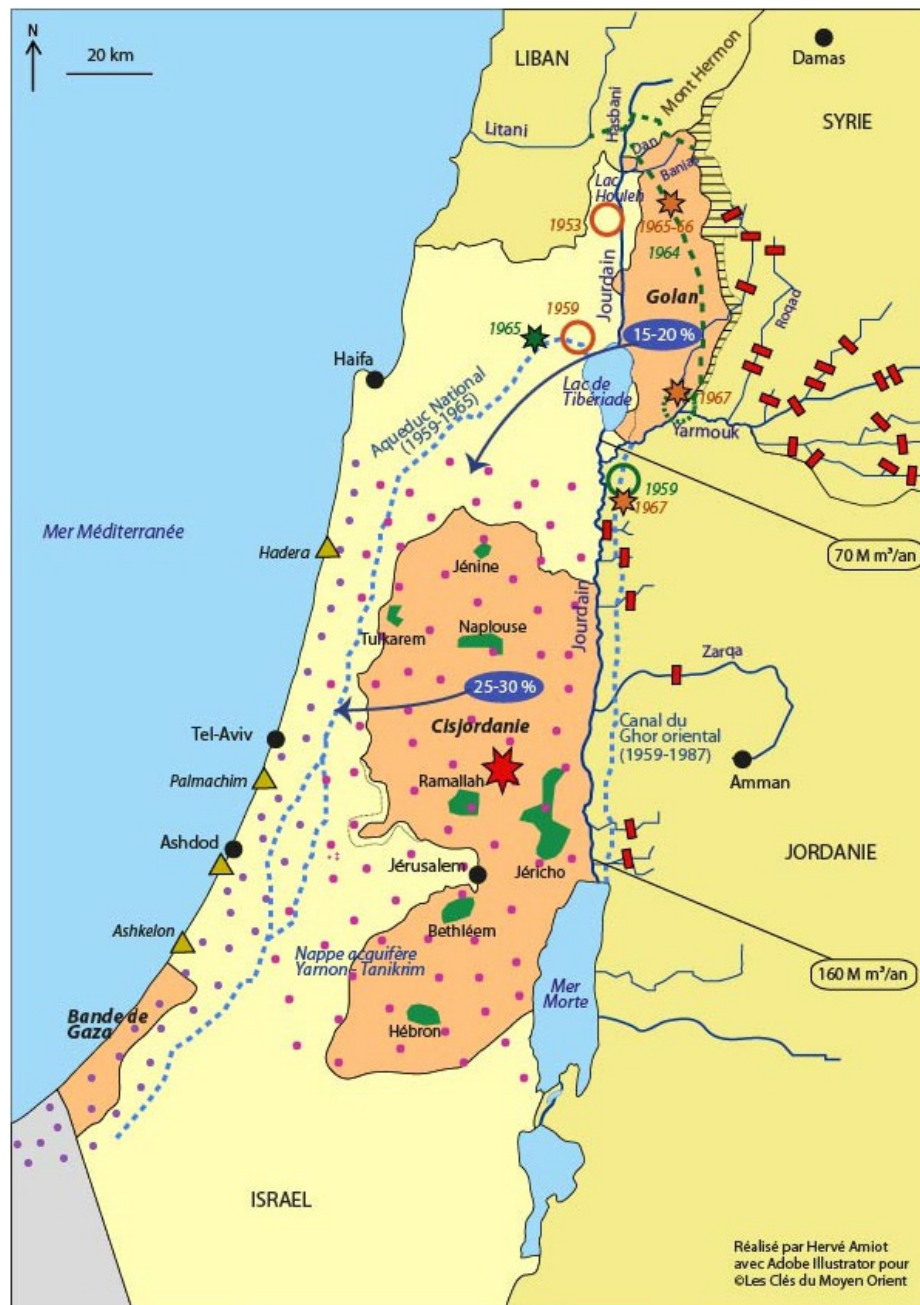 N
20 km
LIBAN
Damas
Mont Hermon
Hasbani
Litani
SYRIE
Dan
Banias
Lac
Houleh
1953
1965-66
1964
Roqad
Jourdain
Golan
1959
1965
15-20 %
Haifa
Lac de
Tibériade
Aqueduc National
(1959-1965)
1967
Yarmouk
1959
1967
Mer Méditerranée
Hadera
70 M m³/an
Jénine
Jourdain
Tulkarem
Naplouse
Zarqa
25-30 %
Cisjordanie
Canal du
Ghor oriental
(1959-1987)
Tel-Aviv
Amman
Palmachim
Ramallah
Ashdod
JORDANIE
Jérusalem
Jéricho
Ashkelon
Bethléem
Nappe acquifère
Yarnon - Tanikrim
160 M m³/an
Mer
Morte
Bande de
Gaza
Hébron
ISRAEL
Réalisé par Hervé Amiot
avec Adobe Illustrator pour
©Les Clés du Moyen Orient